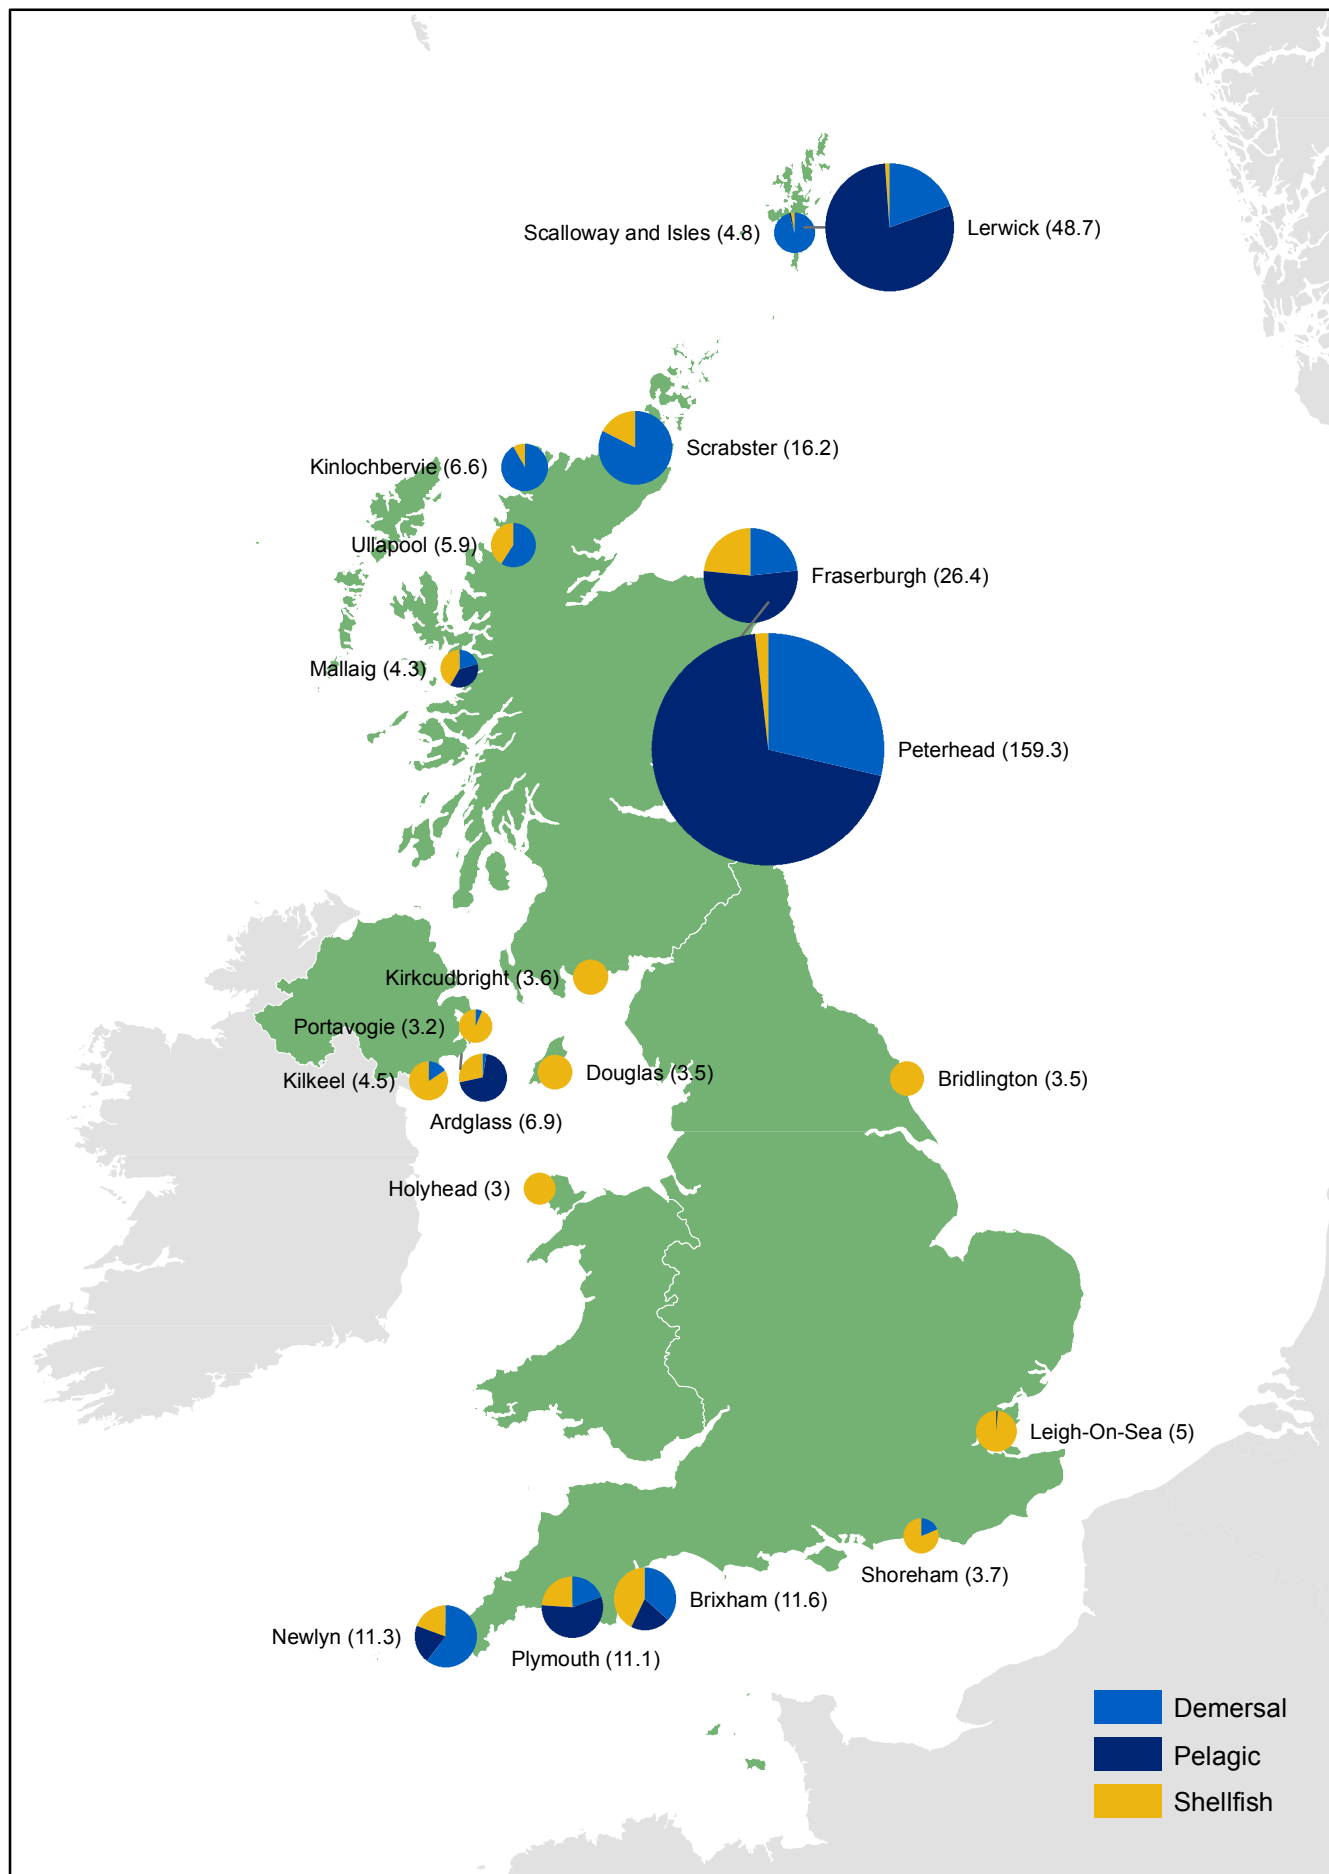 Scalloway and Isles (4.8)
Lerwick (48.7)
Scrabster (16.2)
Kinlochbervie (6.6)
Ullapool (5.9)
Fraserburgh (26.4)
Mallaig (4.3)
Peterhead (159.3)
Kirkcudbright (3.6)
Portavogie (3.2)
Kilkeel (4.5)
Douglas (3.5)
Bridlington (3.5)
Ardglass (6.9)
Holyhead (3)
Leigh-On-Sea (5)
Shoreham (3.7)
Brixham (11.6)
Newlyn (11.3)
Plymouth (11.1)
Demersal
Pelagic
Shellfish